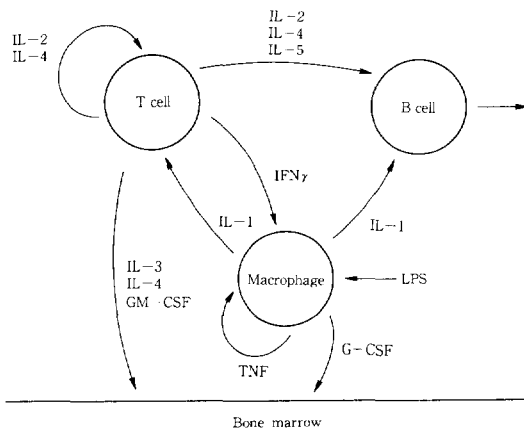 IL-2
IL-4
IL-2
IL-4
IL-5
T cell
B cell
IFNγ
IL-1
IL-1
IL-3
IL-4
GM-CSF
Macrophage
LPS
TNF
G-CSF
Bone marrow